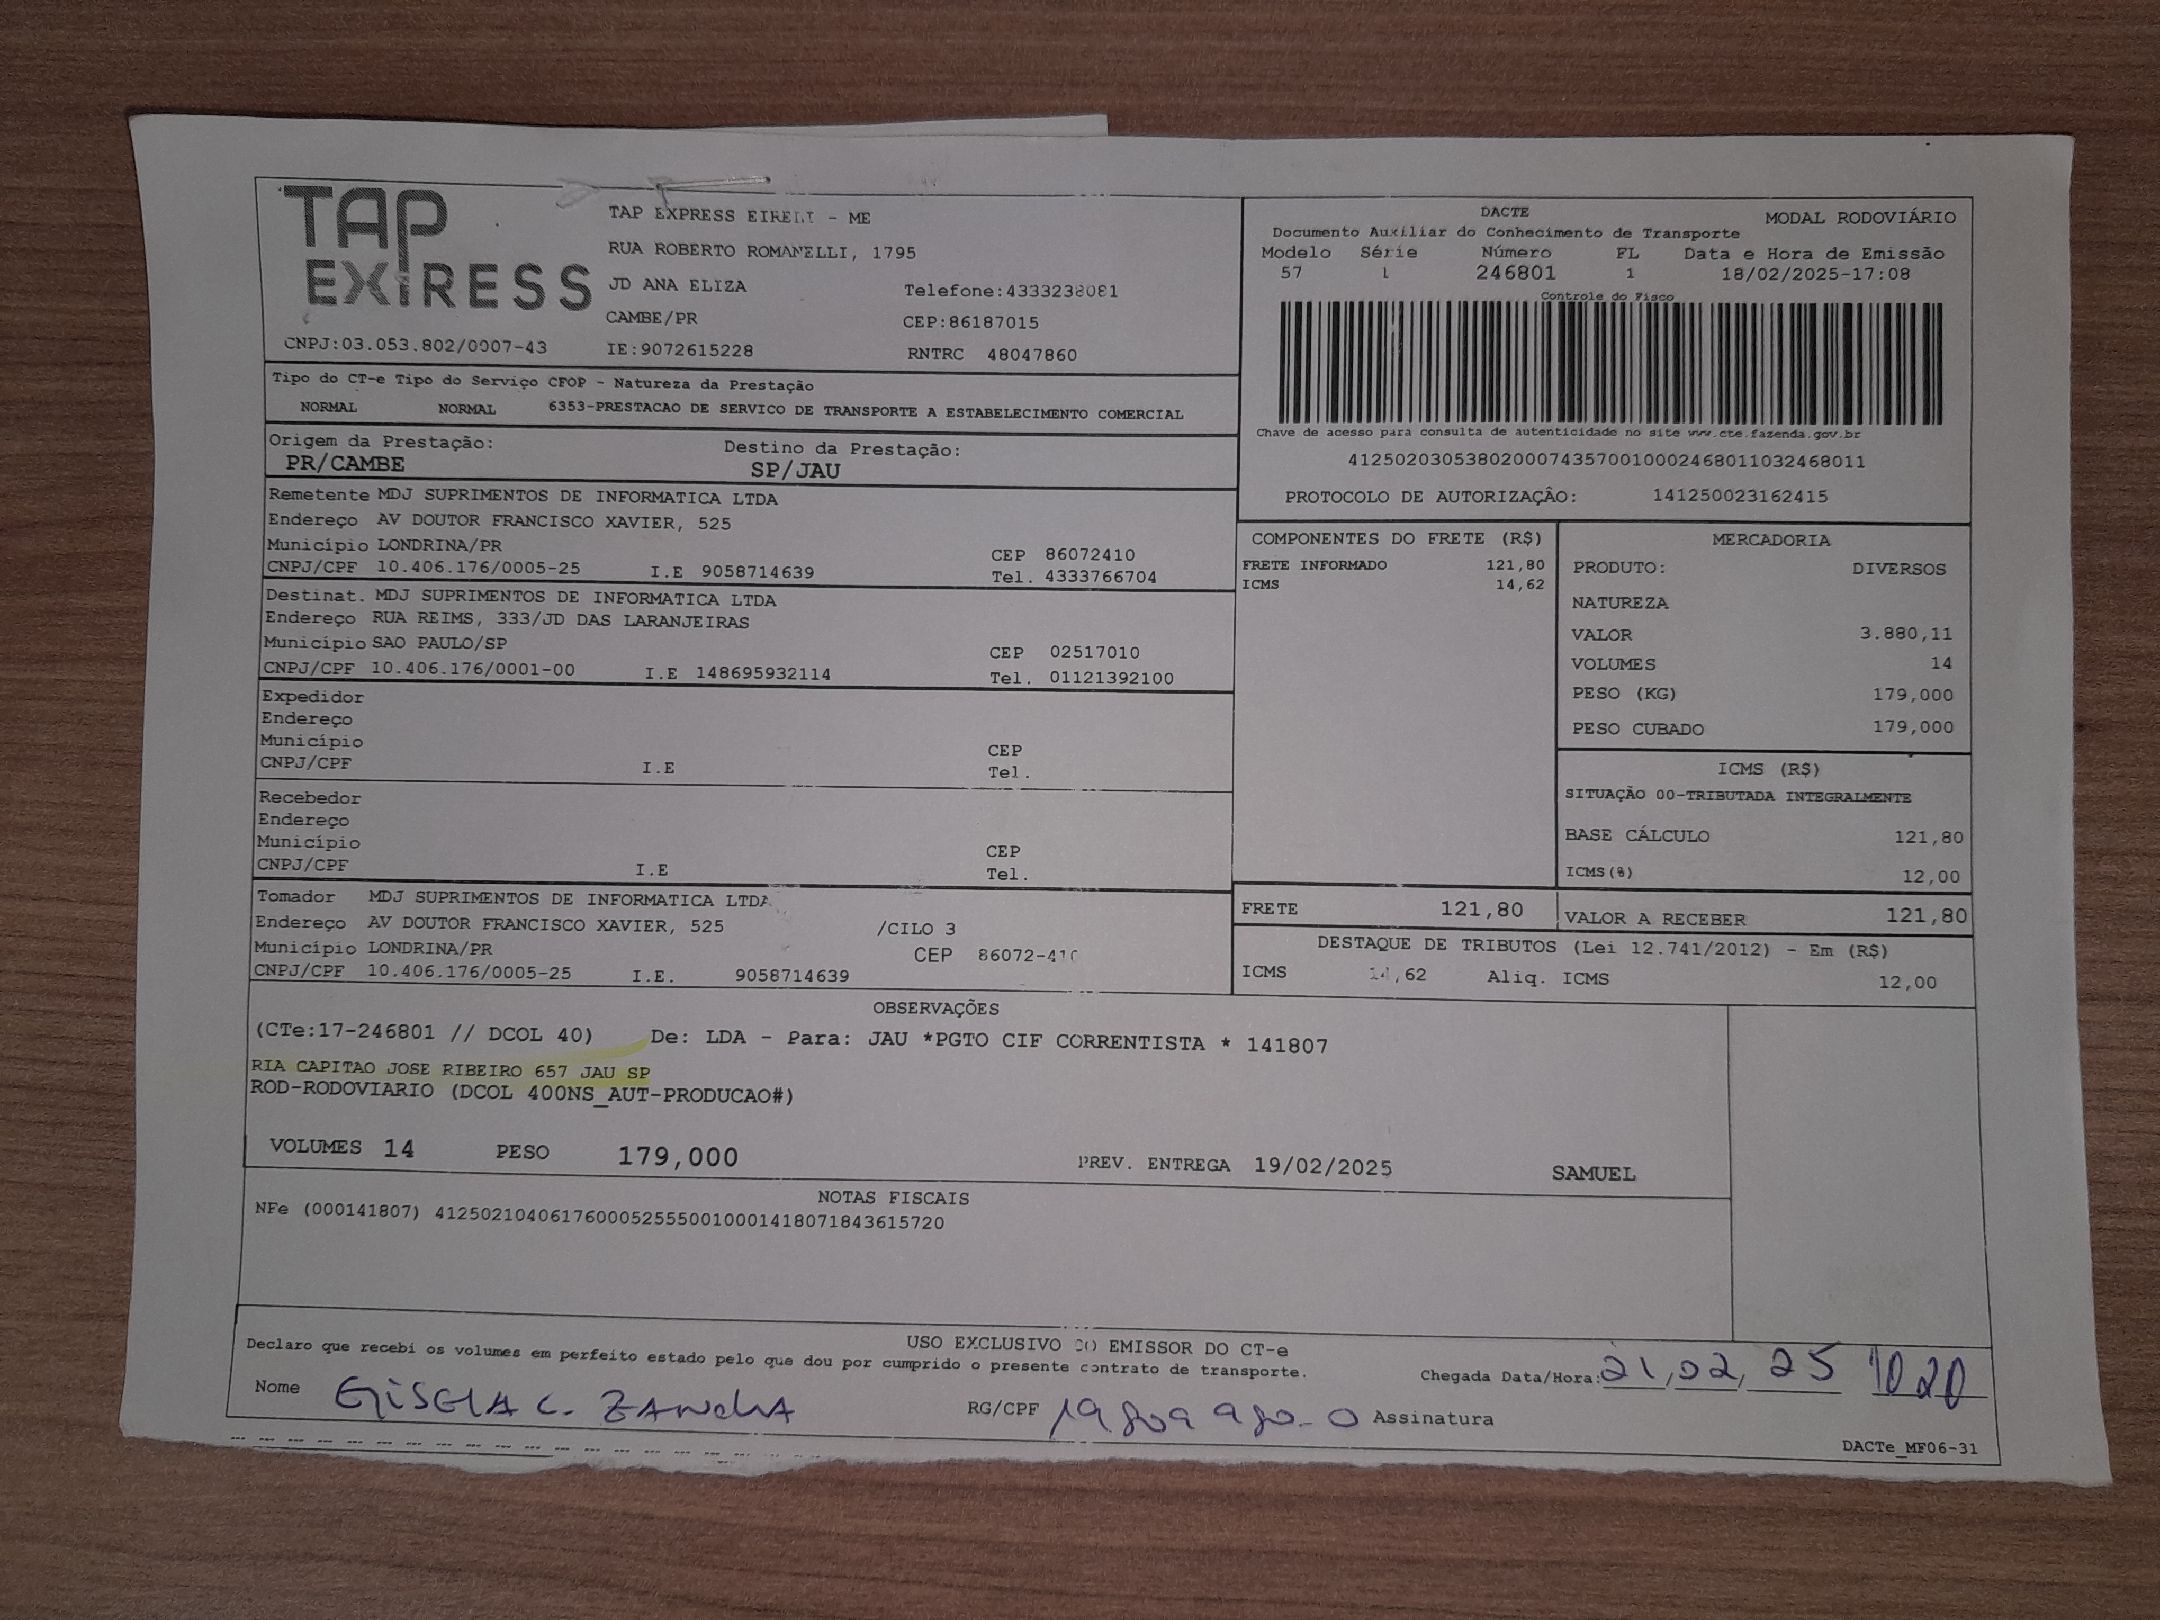 TAP
EXPRESS
CNPJ:03.053.802/0007-43
TAP EXPRESS EIRELI - ME
RUA ROBERTO ROMANELLI, 1795
JD ANA ELIZA
Telefone:4333238081
CAMBE/PR
CEP:86187015
IE:9072615228
RNTRC 48047860
DACTE
MODAL RODOVIÁRIO
Documento Auxiliar do Conhecimento de Transporte
Modelo Série Número FL Data e Hora de Emissão
57 1 246801 1 18/02/2025-17:08
Controle do Fisco
Chave de acesso para consulta de autenticidade no site www.cte.fazenda.gov.br
41250203053802000743570010002468011032468011
PROTOCOLO DE AUTORIZAÇÂO: 141250023162415
Tipo do CT-e Tipo do Serviço CFOP - Natureza da Prestação
NORMAL NORMAL 6353-PRESTACAO DE SERVICO DE TRANSPORTE A ESTABELECIMENTO COMERCIAL
Origem da Prestação: Destino da Prestação:
PR/CAMBE SP/JAU
Remetente MDJ SUPRIMENTOS DE INFORMATICA LTDA
Endereço AV DOUTOR FRANCISCO XAVIER, 525
Município LONDRINA/PR CEP 86072410
CNPJ/CPF 10.406.176/0005-25 I.E 9058714639 Tel. 4333766704
Destinat. MDJ SUPRIMENTOS DE INFORMATICA LTDA
Endereço RUA REIMS, 333/JD DAS LARANJEIRAS
Município SAO PAULO/SP CEP 02517010
CNPJ/CPF 10.406.176/0001-00 I.E 148695932114 Tel. 01121392100
Expedidor
Endereço
Município CEP
CNPJ/CPF I.E Tel.
Recebedor
Endereço
Município CEP
CNPJ/CPF I.E Tel.
Tomador MDJ SUPRIMENTOS DE INFORMATICA LTDA
Endereço AV DOUTOR FRANCISCO XAVIER, 525 /CILO 3
Município LONDRINA/PR CEP 86072-410
CNPJ/CPF 10.406.176/0005-25 I.E. 9058714639
COMPONENTES DO FRETE (R$)
FRETE INFORMADO 121,80
ICMS 14,62
MERCADORIA
PRODUTO: DIVERSOS
NATUREZA
VALOR 3.880,11
VOLUMES 14
PESO (KG) 179,000
PESO CUBADO 179,000
ICMS (R$)
SITUAÇÃO 00-TRIBUTADA INTEGRALMENTE
BASE CÁLCULO 121,80
ICMS(%) 12,00
FRETE 121,80
VALOR A RECEBER 121,80
DESTAQUE DE TRIBUTOS (Lei 12.741/2012) - Em (R$)
ICMS 14,62 Aliq. ICMS 12,00
OBSERVAÇÕES
(CTe:17-246801 // DCOL 40) De: LDA - Para: JAU *PGTO CIF CORRENTISTA * 141807
RIA CAPITAO JOSE RIBEIRO 657 JAU SP
ROD-RODOVIARIO (DCOL 400NS_AUT-PRODUCAO#)
VOLUMES 14 PESO 179,000 PREV. ENTREGA 19/02/2025 SAMUEL
NOTAS FISCAIS
NFe (000141807) 41250210406176000525550010001418071843615720
USO EXCLUSIVO DO EMISSOR DO CT-e
Declaro que recebi os volumes em perfeito estado pelo que dou por cumprido o presente contrato de transporte.
Chegada Data/Hora: 21,02,25 1020
Nome GISELA C. ZANCHA RG/CPF Assinatura
DACTe_MF06-31